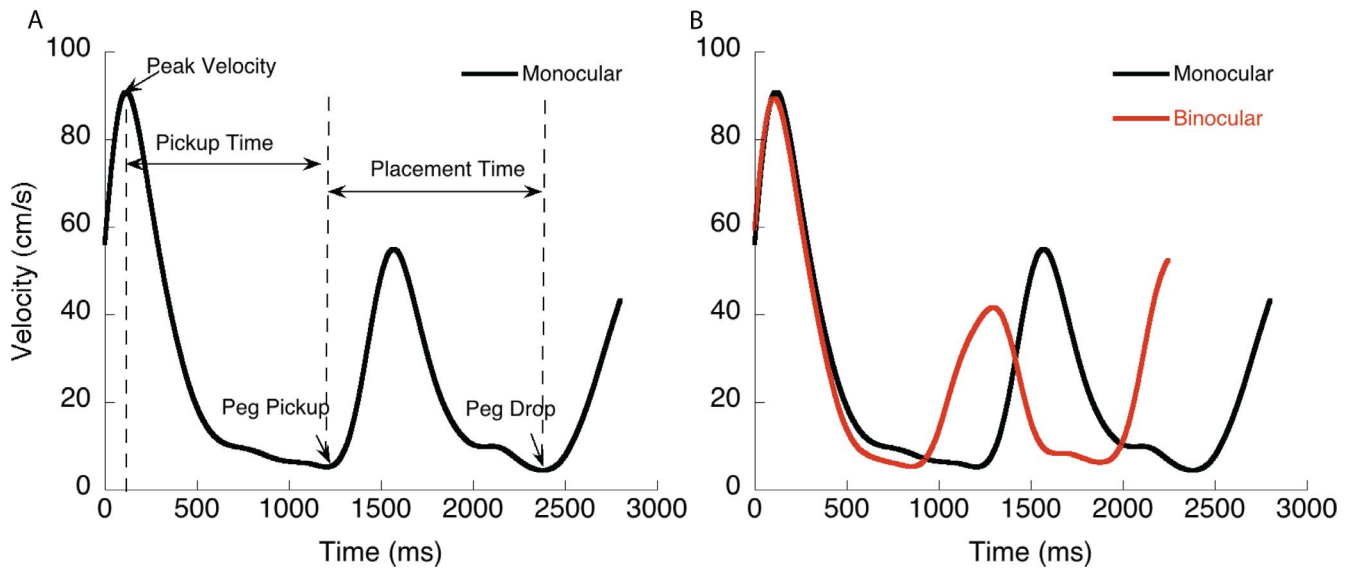 A
100
80
60
40
20
0
Velocity (cm/s)
Peak Velocity
Monocular
Pickup Time
Placement Time
Peg Pickup
Peg Drop
0 500 1000 1500 2000 2500 3000
Time (ms)
B
100
80
60
40
20
0
Monocular
Binocular
0 500 1000 1500 2000 2500 3000
Time (ms)